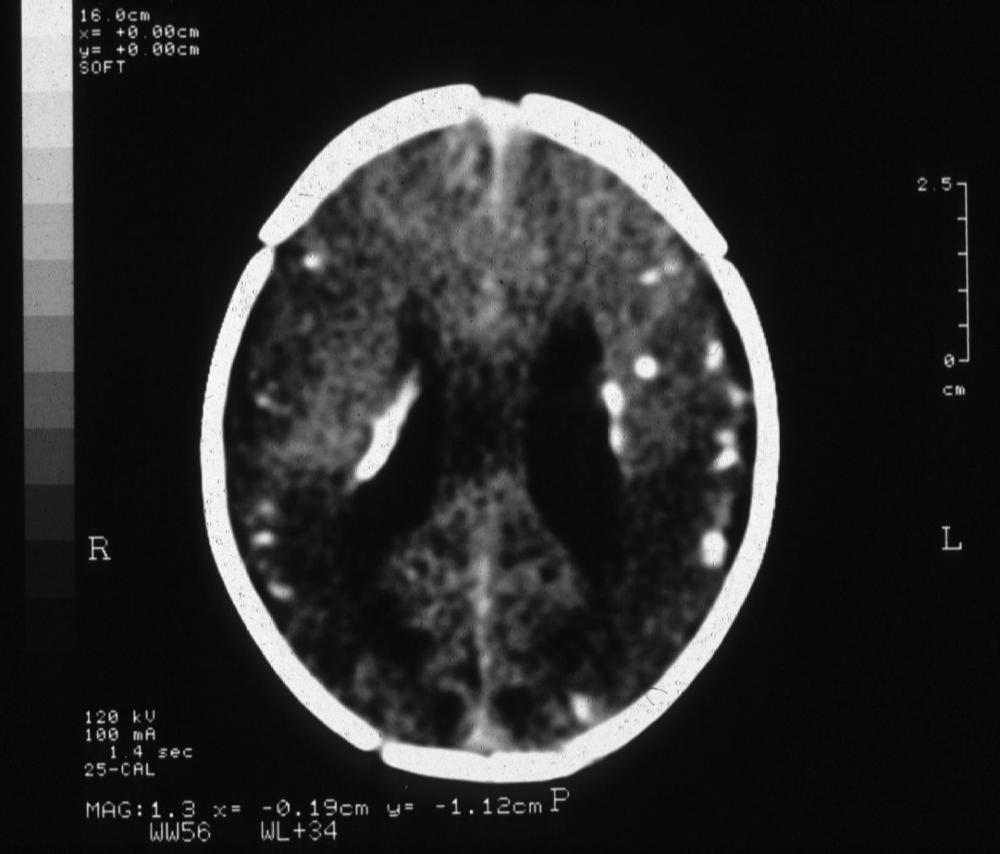 16.0cm
x= +0.00cm
y= +0.00cm
SOFT
2.5
0
cm
R
L
120 kV
100 mA
1.4 sec
25-CAL
MAG:1.3 x= -0.19cm y= -1.12cm P
WW56 WL+34